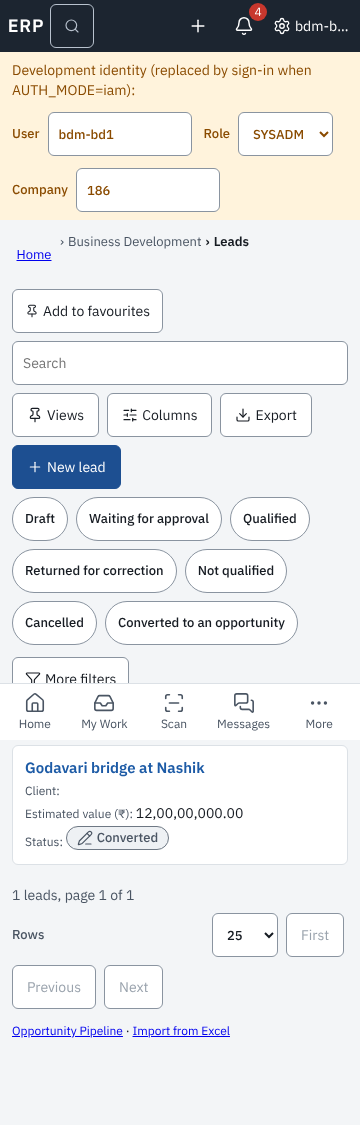 ERP
4
bdm-b...
Development identity (replaced by sign-in when
AUTH_MODE=iam):
User bdm-bd1 Role SYSADM
Company 186
Home › Business Development › Leads
Add to favourites
Search
Views Columns Export
New lead
Draft Waiting for approval Qualified
Returned for correction Not qualified
Cancelled Converted to an opportunity
More filters
Home My Work Scan Messages More
Godavari bridge at Nashik
Client:
Estimated value (₹): 12,00,00,000.00
Status: Converted
1 leads, page 1 of 1
Rows 25 First
Previous Next
Opportunity Pipeline · Import from Excel